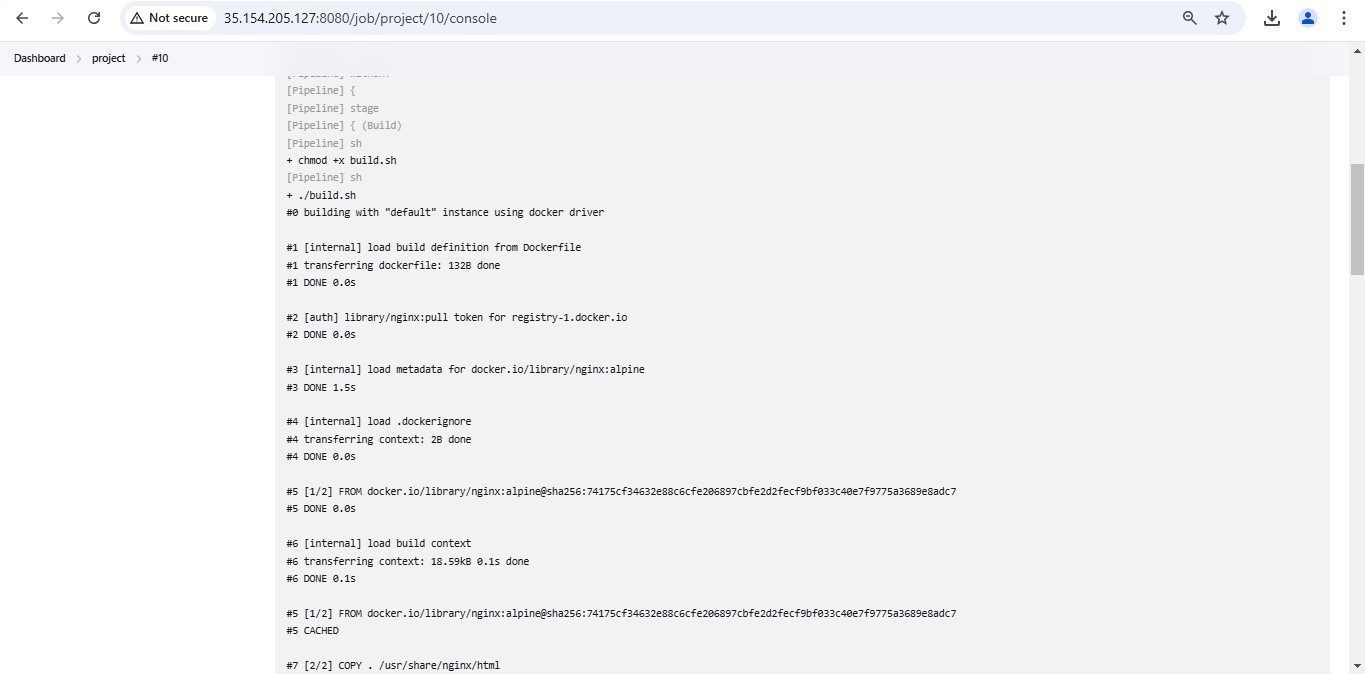 Not secure 35.154.205.127:8080/job/project/10/console
Dashboard > project > #10
[Pipeline] {
[Pipeline] stage
[Pipeline] { (Build)
[Pipeline] sh
+ chmod +x build.sh
[Pipeline] sh
+ ./build.sh
#0 building with "default" instance using docker driver
#1 [internal] load build definition from Dockerfile
#1 transferring dockerfile: 132B done
#1 DONE 0.0s
#2 [auth] library/nginx:pull token for registry-1.docker.io
#2 DONE 0.0s
#3 [internal] load metadata for docker.io/library/nginx:alpine
#3 DONE 1.5s
#4 [internal] load .dockerignore
#4 transferring context: 2B done
#4 DONE 0.0s
#5 [1/2] FROM docker.io/library/nginx:alpine@sha256:74175cf34632e88c6cfe206897cbfe2d2fecf9bf033c40e7f9775a3689e8adc7
#5 DONE 0.0s
#6 [internal] load build context
#6 transferring context: 18.59kB 0.1s done
#6 DONE 0.1s
#5 [1/2] FROM docker.io/library/nginx:alpine@sha256:74175cf34632e88c6cfe206897cbfe2d2fecf9bf033c40e7f9775a3689e8adc7
#5 CACHED
#7 [2/2] COPY . /usr/share/nginx/html